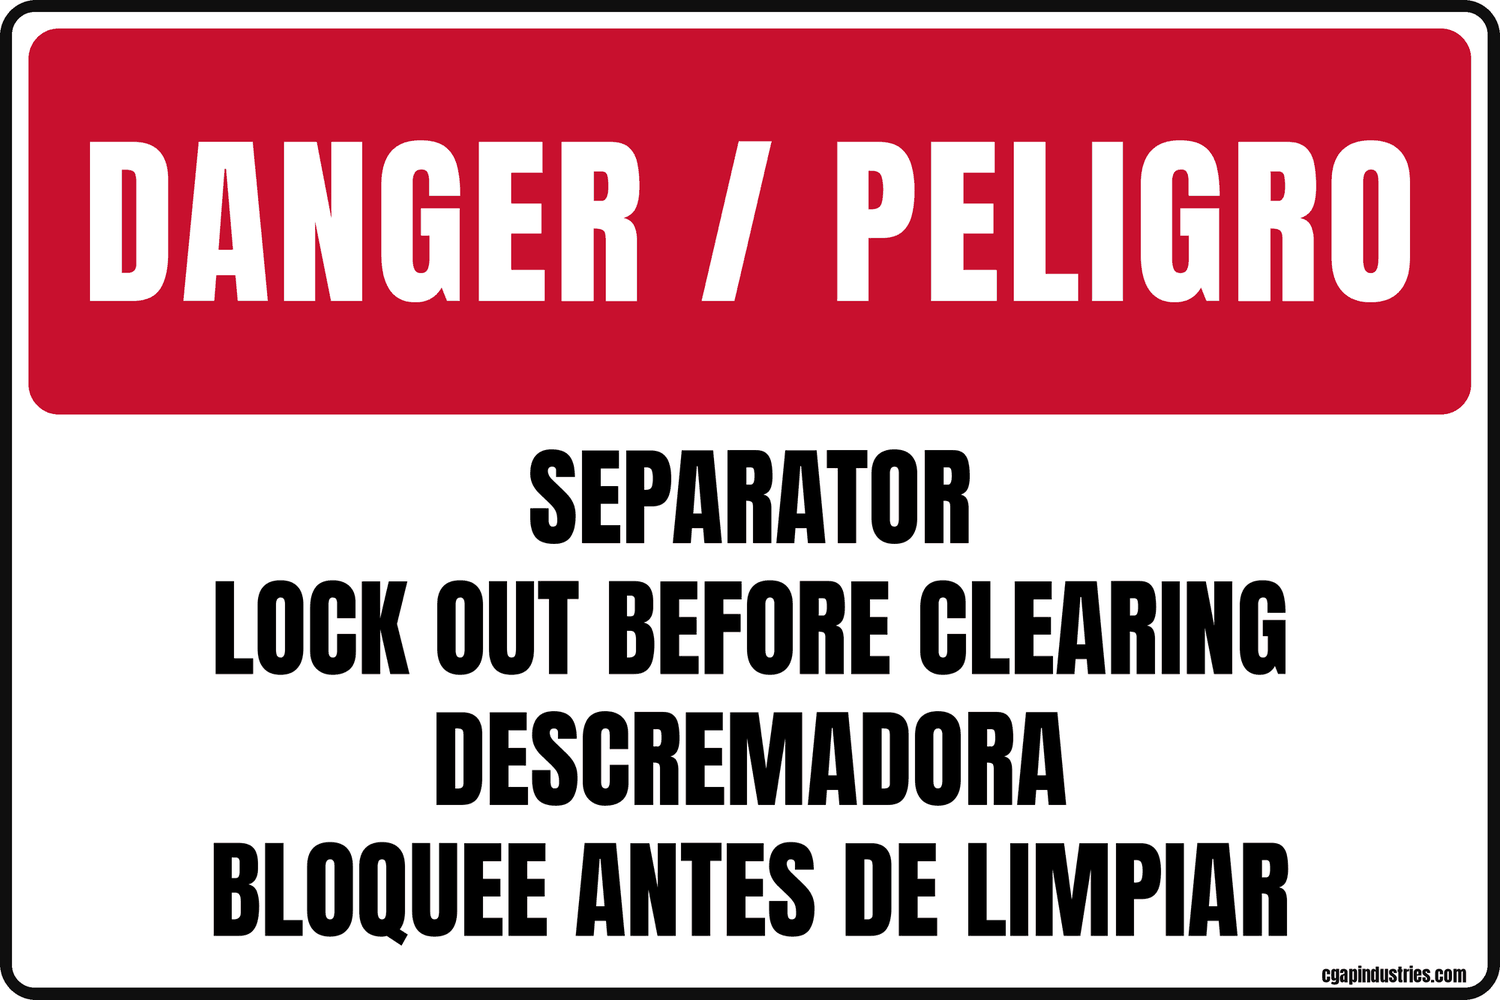 DANGER / PELIGRO
SEPARATOR
LOCK OUT BEFORE CLEARING
DESCREMADORA
BLOQUEE ANTES DE LIMPIAR
cgapindustries.com